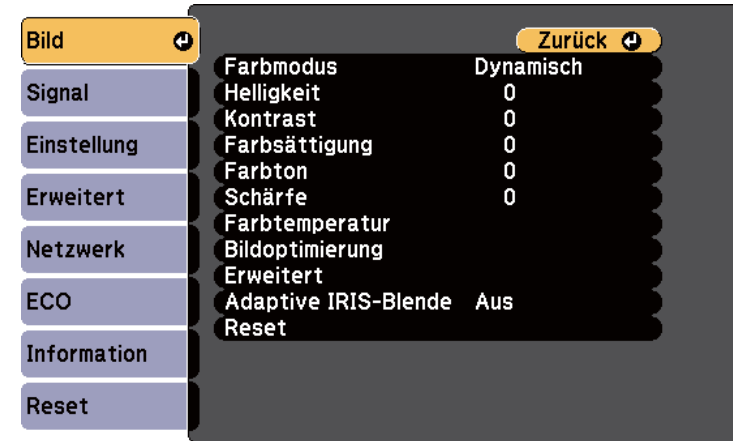 Bild
Signal
Einstellung
Erweitert
Netzwerk
ECO
Information
Reset
Zurück
Farbmodus Dynamisch
Helligkeit 0
Kontrast 0
Farbsättigung 0
Farbton 0
Schärfe 0
Farbtemperatur
Bildoptimierung
Erweitert
Adaptive IRIS-Blende Aus
Reset